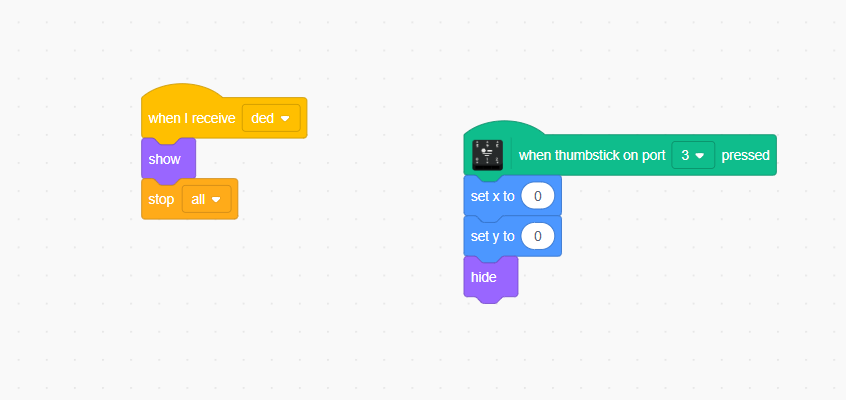 when I receive ded
show
stop all
when thumbstick on port 3 pressed
set x to 0
set y to 0
hide